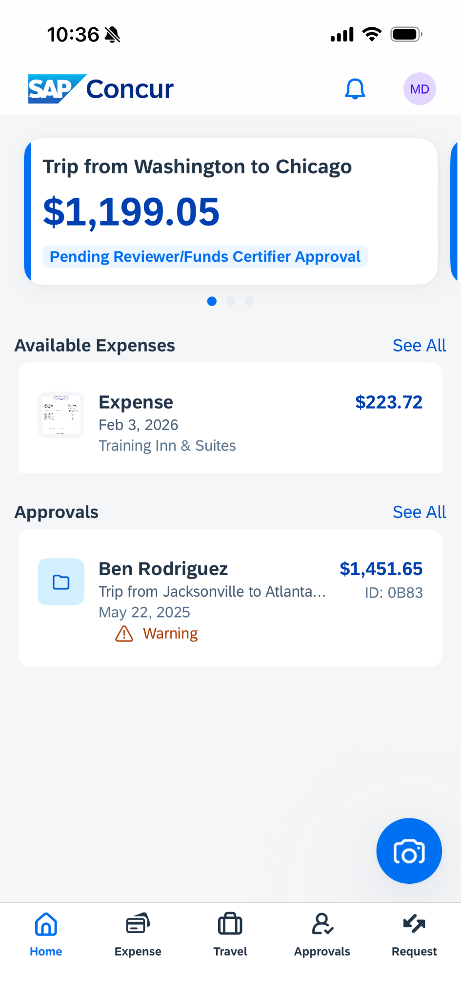 10:36
SAP Concur
MD
Trip from Washington to Chicago
$1,199.05
Pending Reviewer/Funds Certifier Approval
Available Expenses
See All
Expense
$223.72
Feb 3, 2026
Training Inn & Suites
Approvals
See All
Ben Rodriguez
$1,451.65
Trip from Jacksonville to Atlanta...
ID: 0B83
May 22, 2025
Warning
Home
Expense
Travel
Approvals
Request